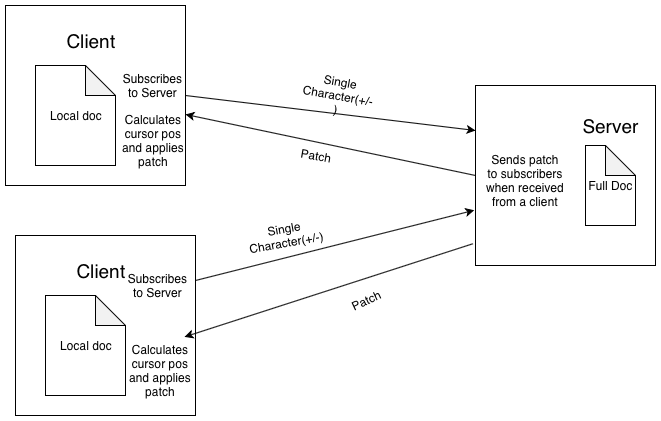 Client
Subscribes
to Server
Local doc
Calculates
cursor pos
and applies
patch
Single
Character(+/-
)
Patch
Server
Sends patch
to subscribers
when received
from a client
Full Doc
Single
Character(+/-)
Client
Subscribes
to Server
Patch
Local doc
Calculates
cursor pos
and applies
patch